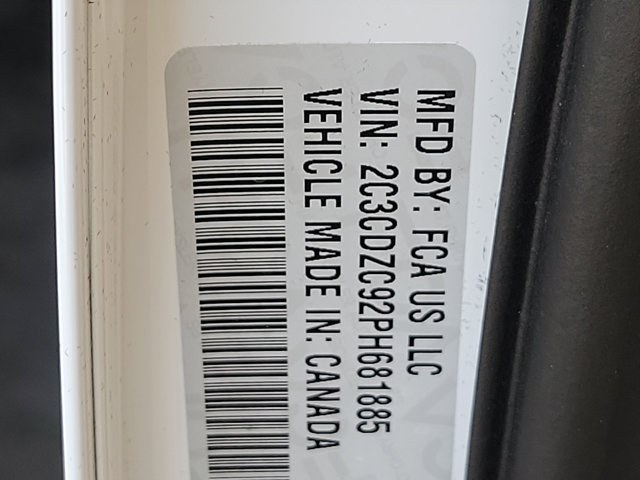 MFD BY: FCA US LLC
VIN: 2C3CDZC92PH681885
VEHICLE MADE IN: CANADA